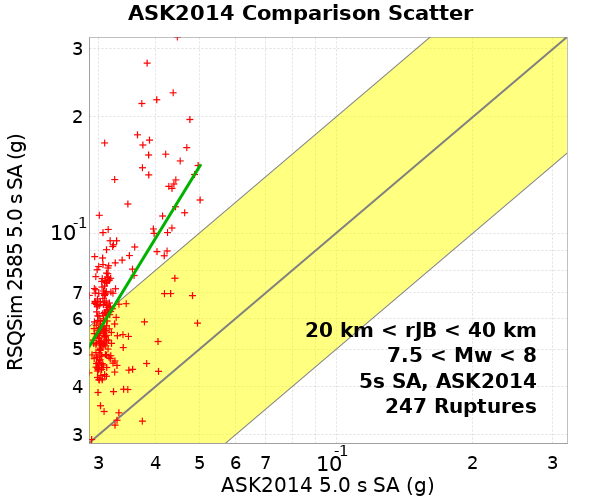 ASK2014 Comparison Scatter
RSQSim 2585 5.0 s SA (g)
3
2
10^-1
7
6
5
4
3
20 km < rJB < 40 km
7.5 < Mw < 8
5s SA, ASK2014
247 Ruptures
3 4 5 6 7 10^-1 2 3
ASK2014 5.0 s SA (g)